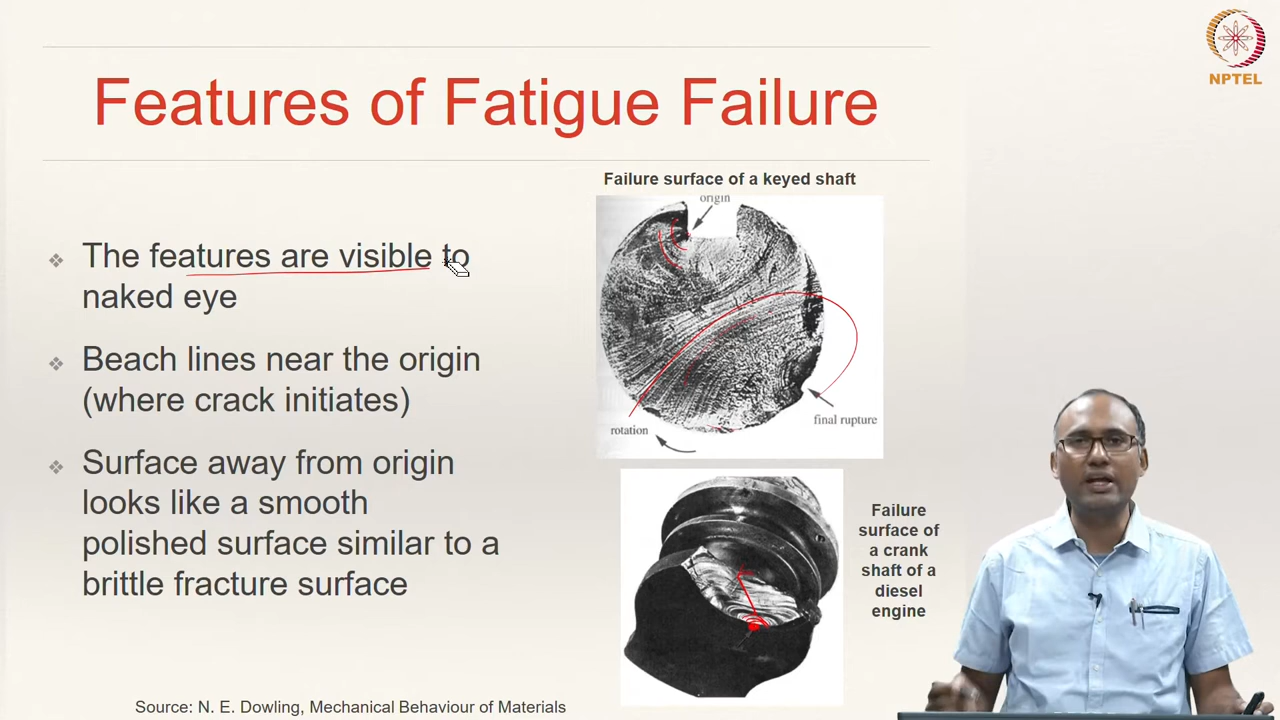 NPTEL
Features of Fatigue Failure
The features are visible to
naked eye
Beach lines near the origin
(where crack initiates)
Surface away from origin
looks like a smooth
polished surface similar to a
brittle fracture surface
Failure surface of a keyed shaft
origin
final rupture
rotation
Failure
surface of
a crank
shaft of a
diesel
engine
Source: N. E. Dowling, Mechanical Behaviour of Materials